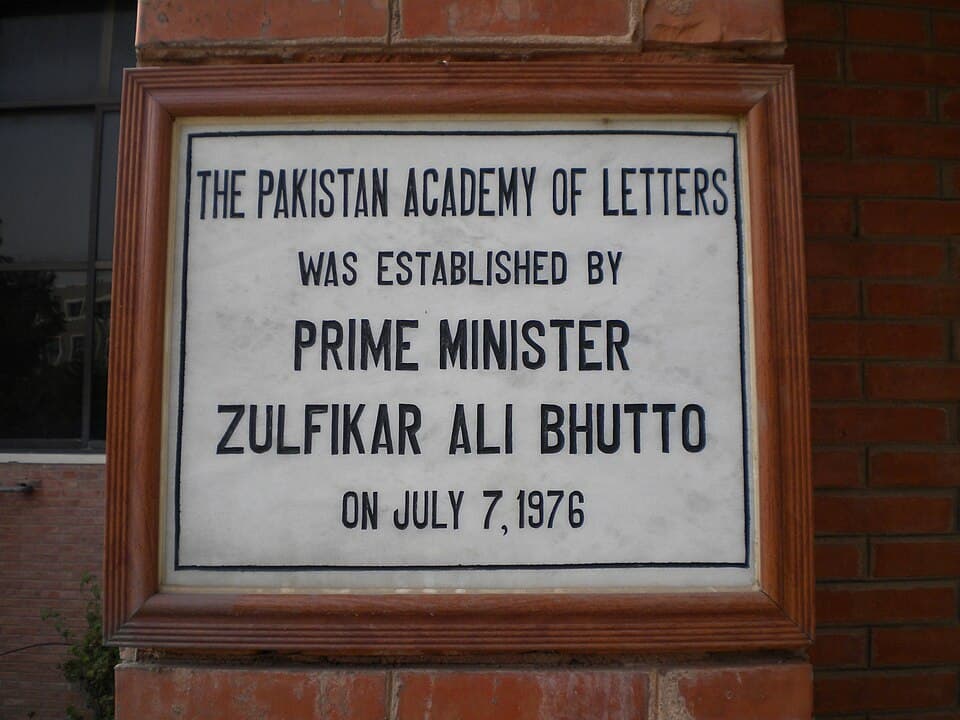 THE PAKISTAN ACADEMY OF LETTERS
WAS ESTABLISHED BY
PRIME MINISTER
ZULFIKAR ALI BHUTTO
ON JULY 7, 1976